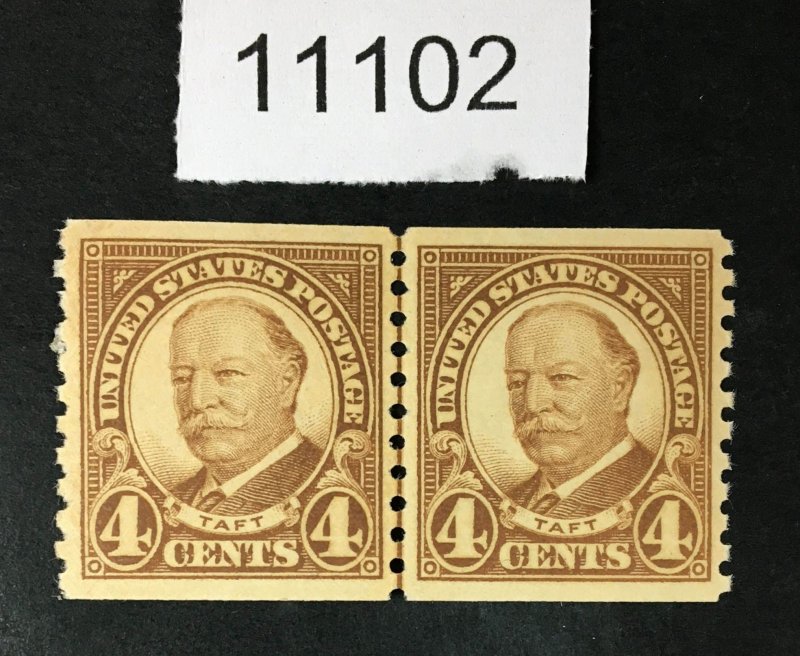 11102
UNITED STATES POSTAGE
TAFT
4 CENTS 4
UNITED STATES POSTAGE
TAFT
4 CENTS 4